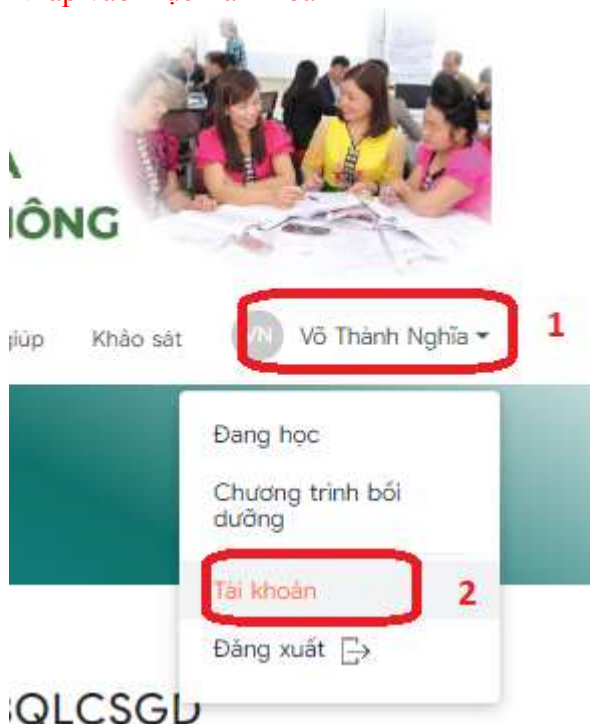 ÔNG
giúp Khảo sát VN Võ Thành Nghĩa 1
Đang học
Chương trình bồi
dưỡng
Tài khoản 2
Đăng xuất
QLCSGD